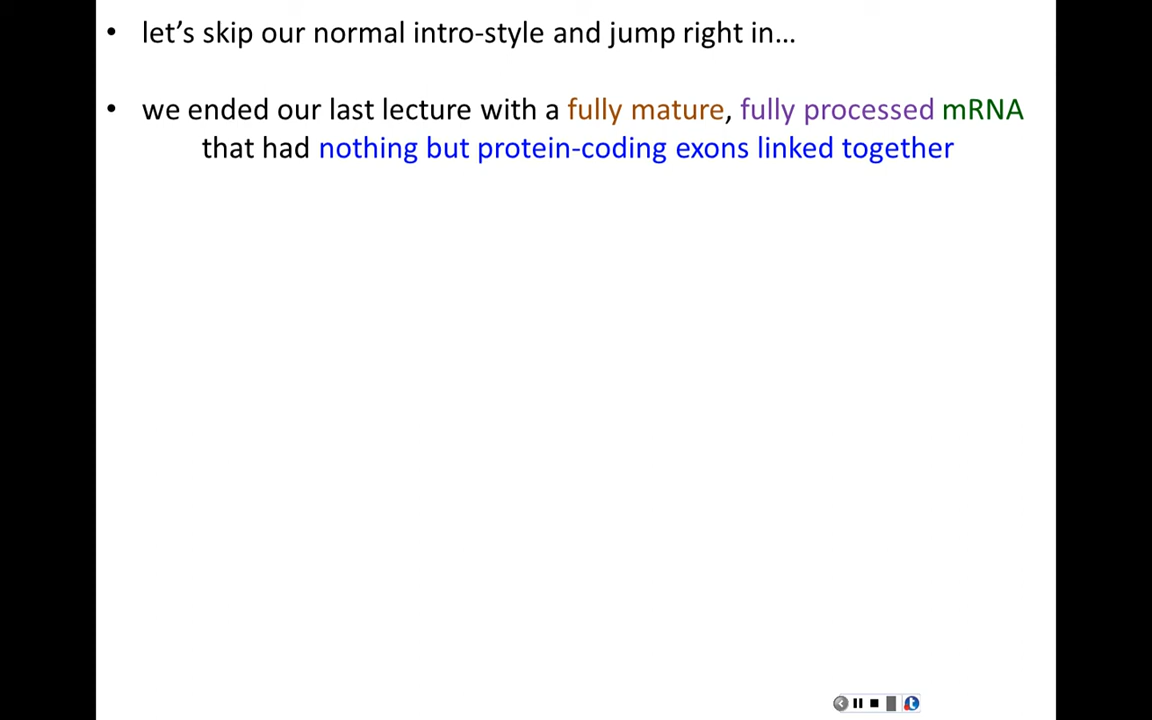 • let's skip our normal intro-style and jump right in…
• we ended our last lecture with a fully mature, fully processed mRNA
that had nothing but protein-coding exons linked together